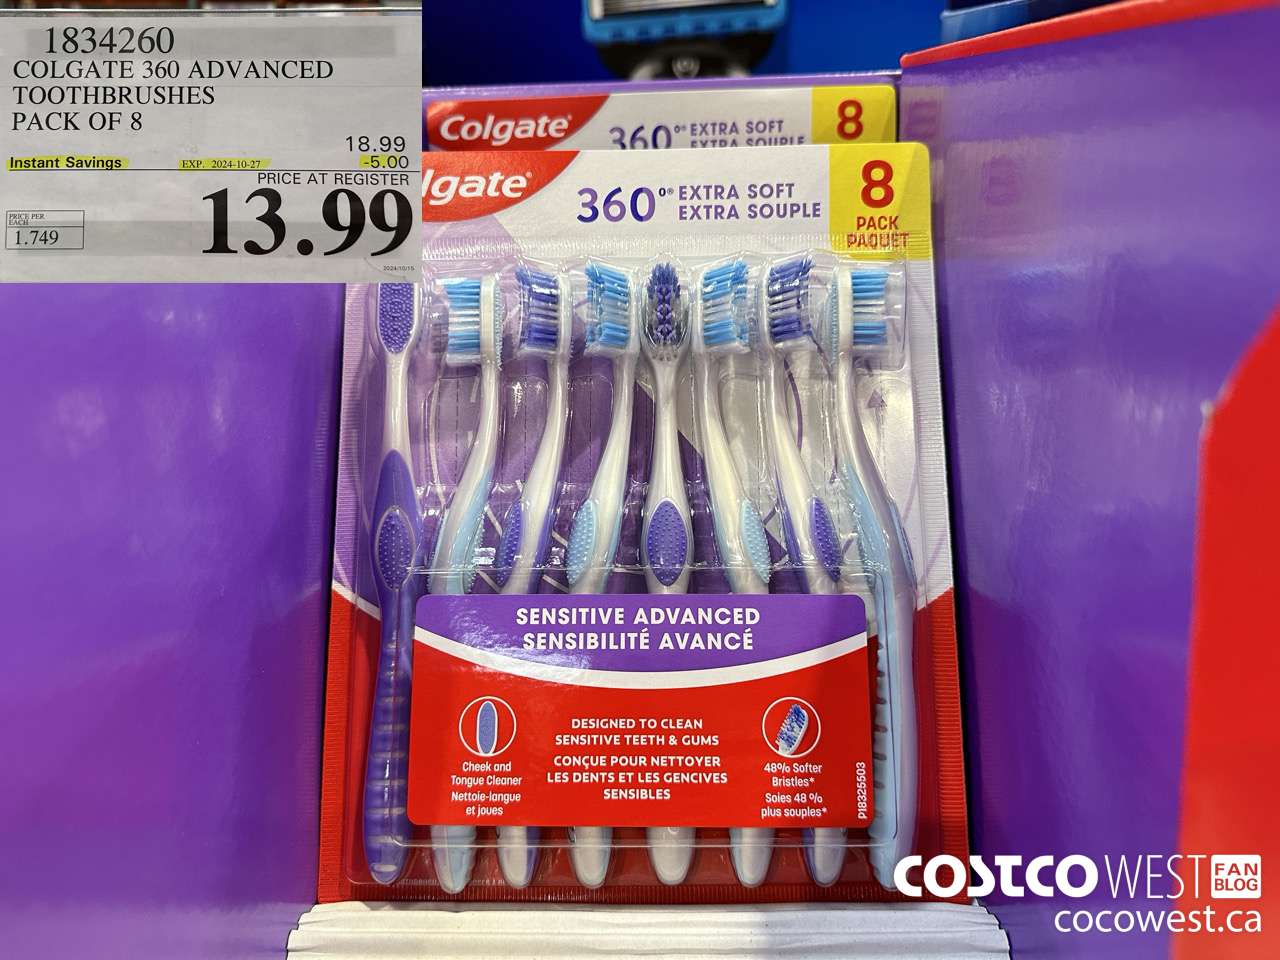 1834260
COLGATE 360 ADVANCED
TOOTHBRUSHES
PACK OF 8
18.99
Instant Savings EXP. 2024-10-27 -5.00
PRICE AT REGISTER
13.99
PRICE PER
EACH
1.749
2024/10/15
Colgate®
360°® EXTRA SOFT
EXTRA SOUPLE
8
lgate®
360°® EXTRA SOFT
EXTRA SOUPLE
8
PACK
PAQUET
SENSITIVE ADVANCED
SENSIBILITÉ AVANCÉ
DESIGNED TO CLEAN
SENSITIVE TEETH & GUMS
CONÇUE POUR NETTOYER
LES DENTS ET LES GENCIVES
SENSIBLES
Cheek and
Tongue Cleaner
Nettoie-langue
et joues
48% Softer
Bristles*
Soies 48 %
plus souples*
P18325503
COSTCO WEST FAN BLOG
cocowest.ca